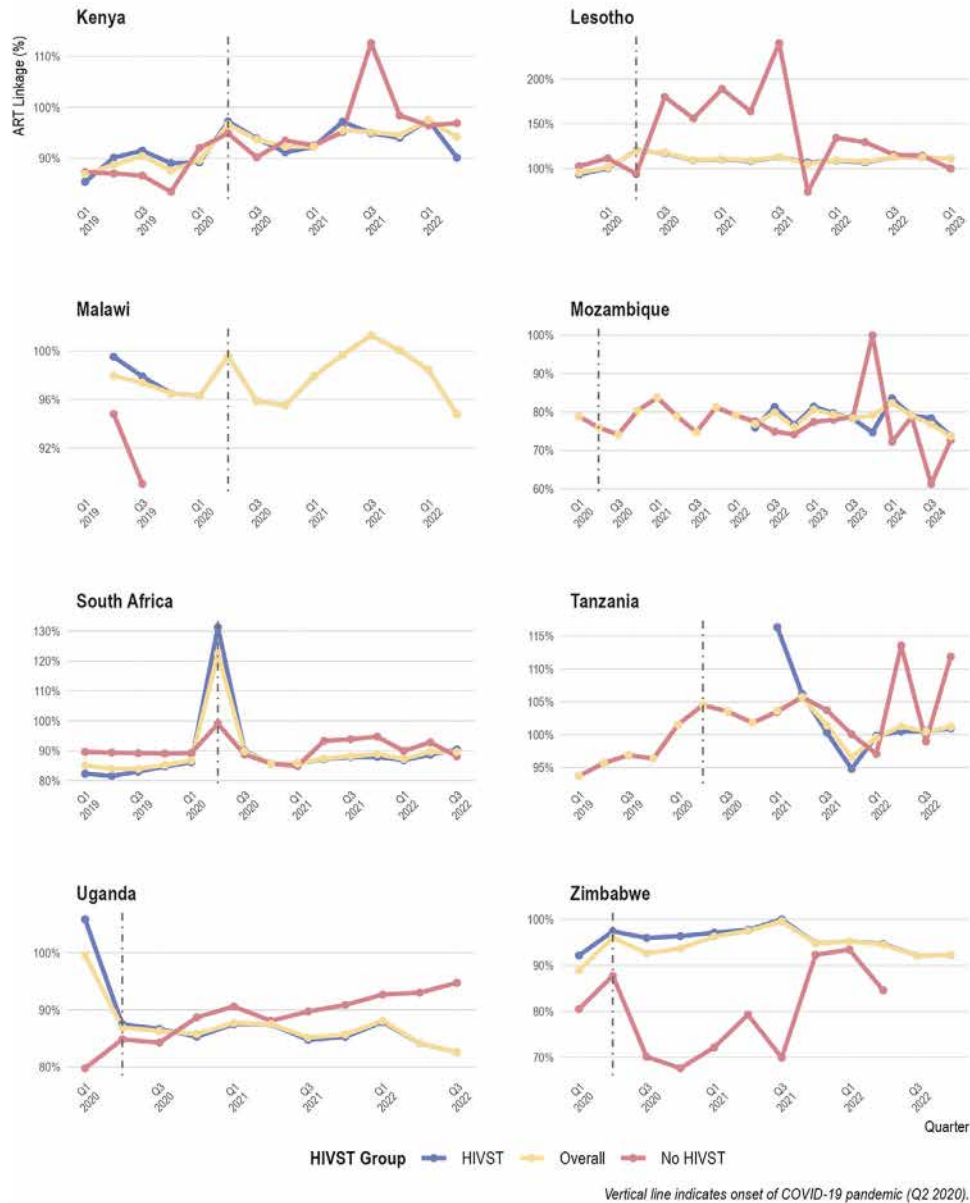 Kenya
ART Linkage (%)
110%
100%
90%
Q1 2019
Q3 2019
Q1 2020
Q3 2020
Q1 2021
Q3 2021
Q1 2022
Lesotho
200%
150%
100%
Q1 2020
Q3 2020
Q1 2021
Q3 2021
Q1 2022
Q3 2022
Q1 2023
Malawi
100%
96%
92%
Q1 2019
Q3 2019
Q1 2020
Q3 2020
Q1 2021
Q3 2021
Q1 2022
Mozambique
100%
90%
80%
70%
60%
Q1 2020
Q3 2020
Q1 2021
Q3 2021
Q1 2022
Q3 2022
Q1 2023
Q3 2023
Q1 2024
Q3 2024
South Africa
130%
120%
110%
100%
90%
80%
Q1 2019
Q3 2019
Q1 2020
Q3 2020
Q1 2021
Q3 2021
Q1 2022
Q3 2022
Tanzania
115%
110%
105%
100%
95%
Q1 2019
Q3 2019
Q1 2020
Q3 2020
Q1 2021
Q3 2021
Q1 2022
Q3 2022
Uganda
100%
90%
80%
Q1 2020
Q3 2020
Q1 2021
Q3 2021
Q1 2022
Q3 2022
Zimbabwe
100%
90%
80%
70%
Q1 2020
Q3 2020
Q1 2021
Q3 2021
Q1 2022
Q3 2022
Quarter
HIVST Group HIVST Overall No HIVST
Vertical line indicates onset of COVID-19 pandemic (Q2 2020).